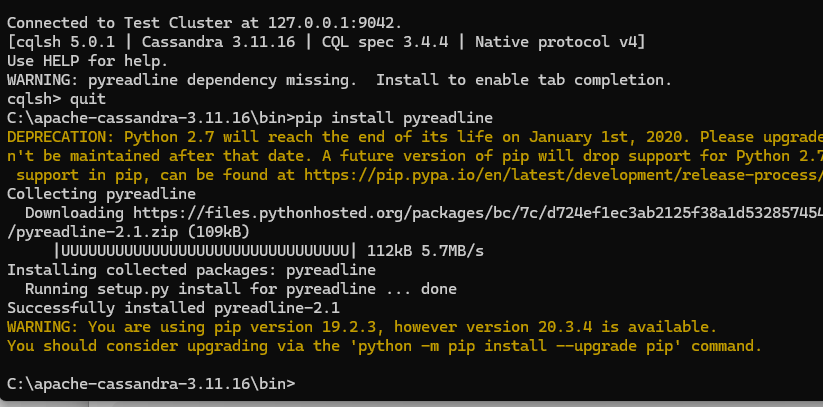 Connected to Test Cluster at 127.0.0.1:9042.
[cqlsh 5.0.1 | Cassandra 3.11.16 | CQL spec 3.4.4 | Native protocol v4]
Use HELP for help.
WARNING: pyreadline dependency missing.  Install to enable tab completion.
cqlsh> quit
C:\apache-cassandra-3.11.16\bin>pip install pyreadline
DEPRECATION: Python 2.7 will reach the end of its life on January 1st, 2020. Please upgrade
n't be maintained after that date. A future version of pip will drop support for Python 2.7
 support in pip, can be found at https://pip.pypa.io/en/latest/development/release-process/
Collecting pyreadline
  Downloading https://files.pythonhosted.org/packages/bc/7c/d724ef1ec3ab2125f38a1d532857454
/pyreadline-2.1.zip (109kB)
     |UUUUUUUUUUUUUUUUUUUUUUUUUUUUUUUU| 112kB 5.7MB/s
Installing collected packages: pyreadline
  Running setup.py install for pyreadline ... done
Successfully installed pyreadline-2.1
WARNING: You are using pip version 19.2.3, however version 20.3.4 is available.
You should consider upgrading via the 'python -m pip install --upgrade pip' command.
C:\apache-cassandra-3.11.16\bin>